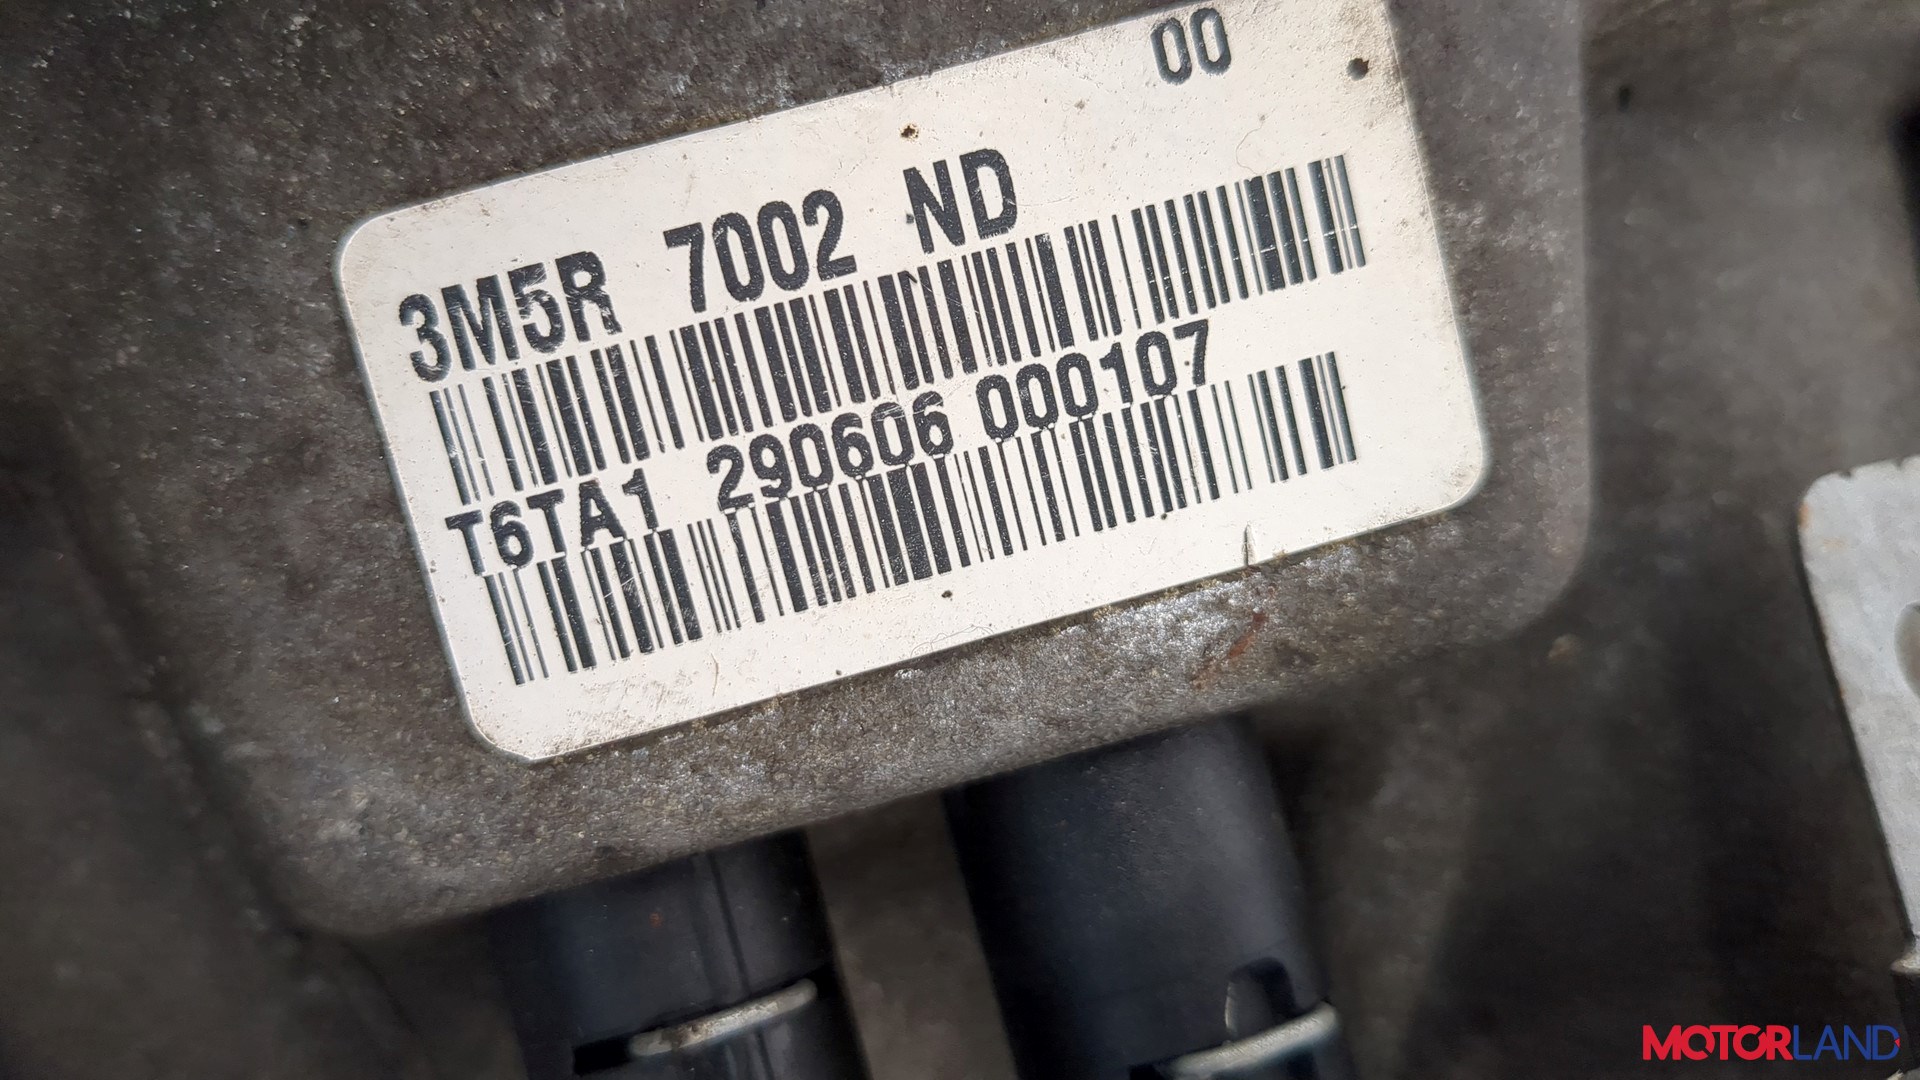 00
3M5R 7002 ND
T6TA1 290606 000107
MOTORLAND